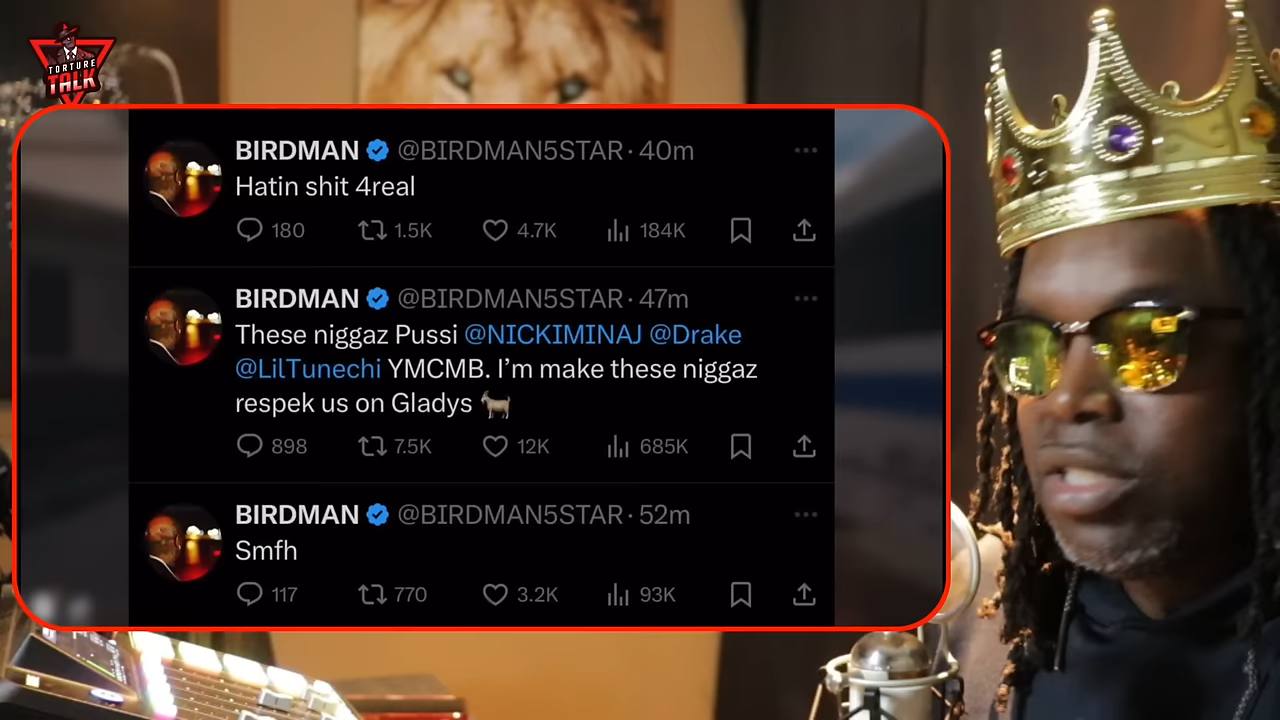 TORTURE
TALK
BIRDMAN @BIRDMAN5STAR · 40m
Hatin shit 4real
180 1.5K 4.7K 184K
BIRDMAN @BIRDMAN5STAR · 47m
These niggaz Pussi @NICKIMINAJ @Drake
@LilTunechi YMCMB. I’m make these niggaz
respek us on Gladys 🐐
898 7.5K 12K 685K
BIRDMAN @BIRDMAN5STAR · 52m
Smfh
117 770 3.2K 93K